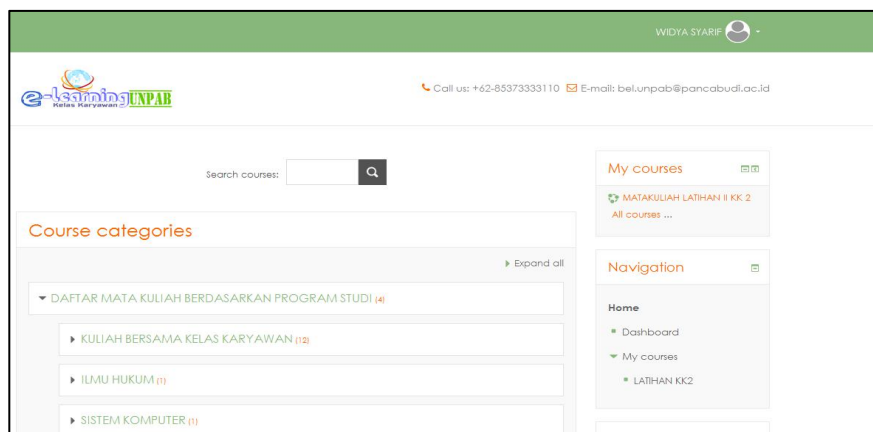 WIDYA SYARIF
e-Learning UNPAB
Kelas Karyawan
Call us: +62-85373333110 E-mail: bel.unpab@pancabudi.ac.id
Search courses:
Course categories
Expand all
DAFTAR MATA KULIAH BERDASARKAN PROGRAM STUDI (4)
KULIAH BERSAMA KELAS KARYAWAN (12)
ILMU HUKUM (1)
SISTEM KOMPUTER (1)
My courses
MATAKULIAH LATIHAN II KK 2
All courses ...
Navigation
Home
Dashboard
My courses
LATIHAN KK2